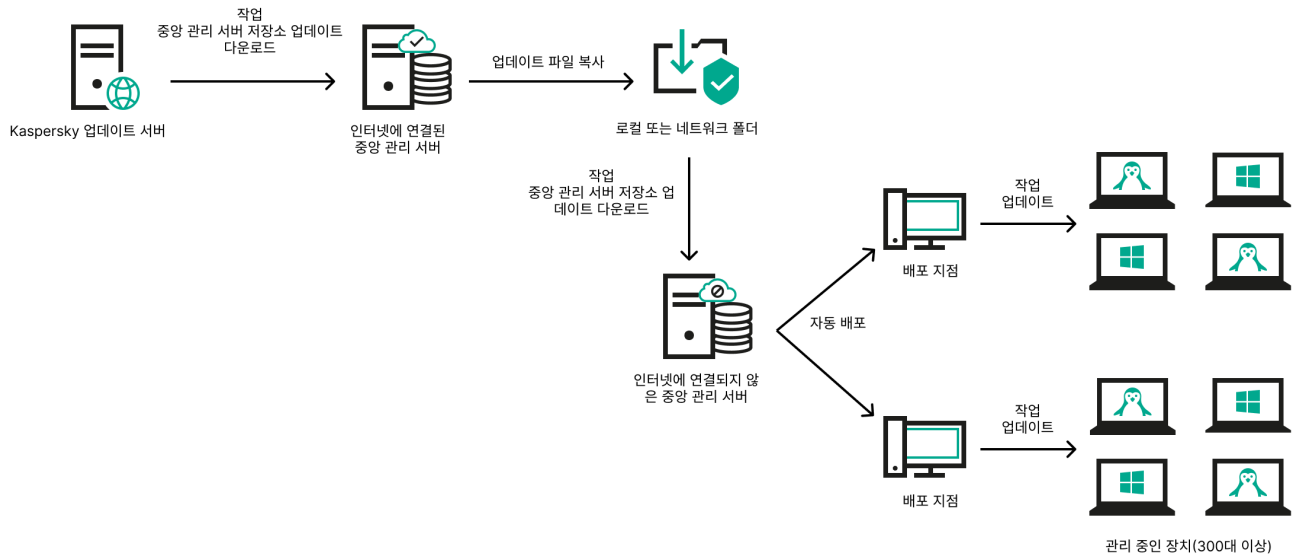 작업
중앙 관리 서버 저장소 업데이트
다운로드
Kaspersky 업데이트 서버
인터넷에 연결된
중앙 관리 서버
업데이트 파일 복사
로컬 또는 네트워크 폴더
작업
중앙 관리 서버 저장소 업
데이트 다운로드
인터넷에 연결되지 않
은 중앙 관리 서버
자동 배포
배포 지점
작업
업데이트
배포 지점
작업
업데이트
관리 중인 장치(300대 이상)